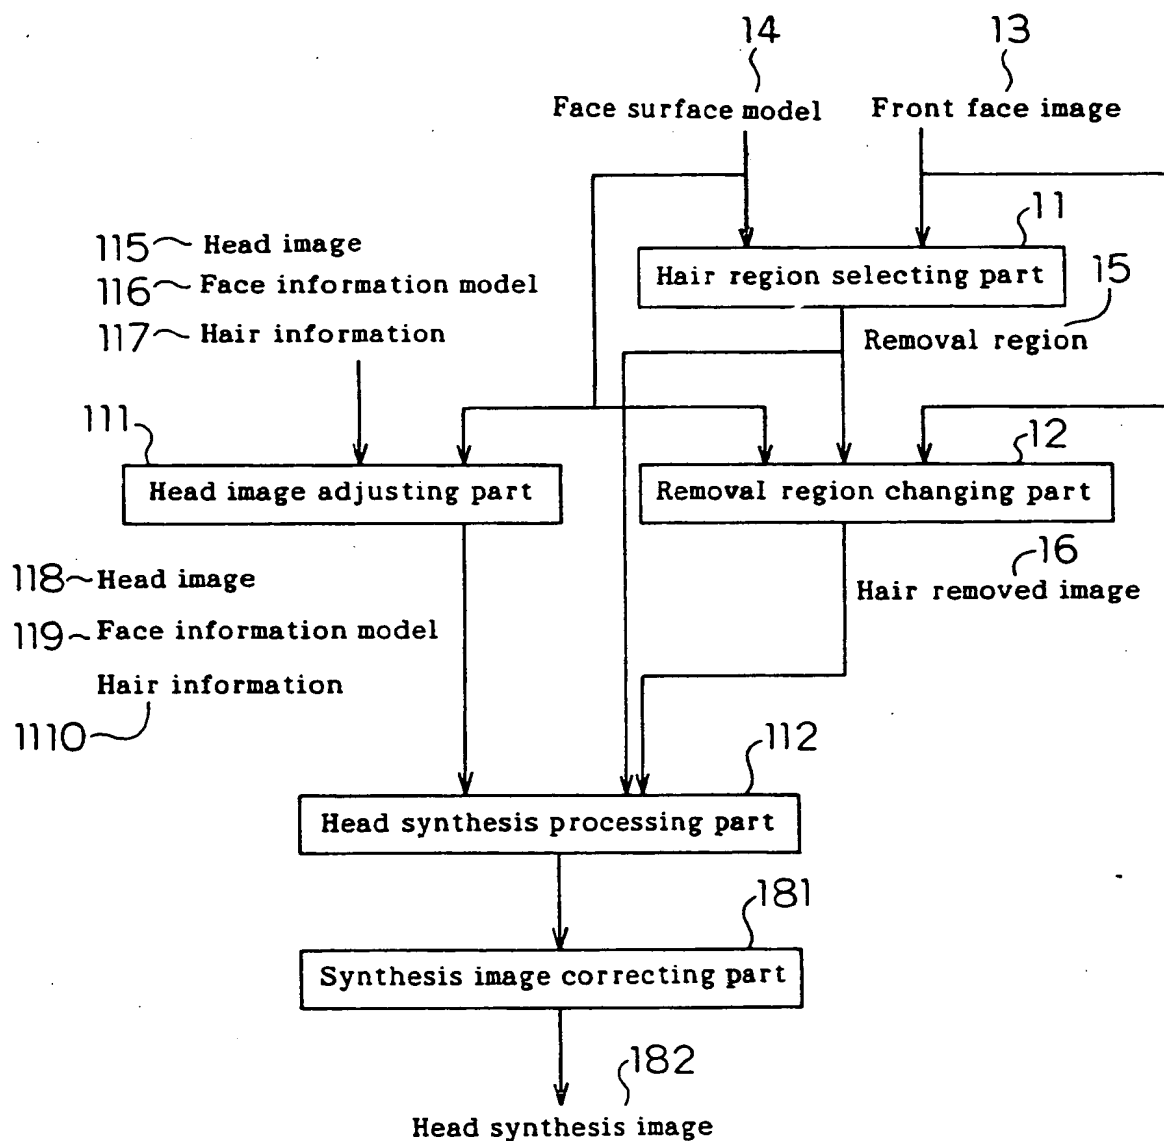 14
13
Face surface model
Front face image
11
115 Head image
Hair region selecting part
15
116 Face information model
117 Hair information
Removal region
111
12
Head image adjusting part
Removal region changing part
16
118 Head image
Hair removed image
119 Face information model
Hair information
1110
112
Head synthesis processing part
181
Synthesis image correcting part
182
Head synthesis image